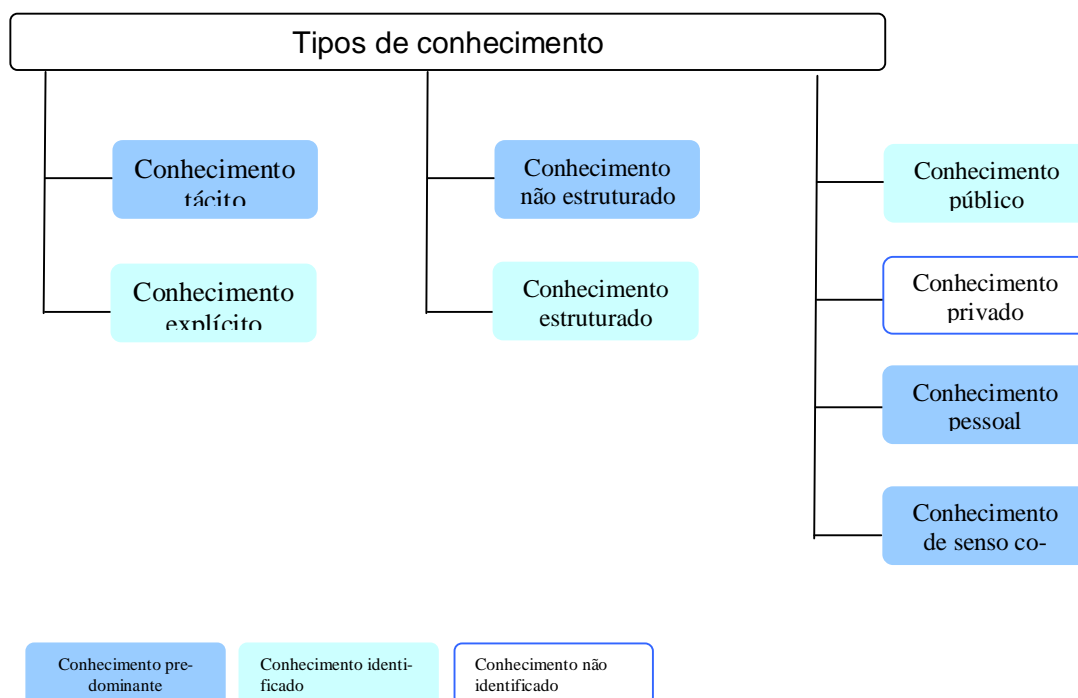 Tipos de conhecimento
Conhecimento
tácito
Conhecimento
explícito
Conhecimento
não estruturado
Conhecimento
estruturado
Conhecimento
público
Conhecimento
privado
Conhecimento
pessoal
Conhecimento
de senso co-
Conhecimento pre-
dominante
Conhecimento identi-
ficado
Conhecimento não
identificado